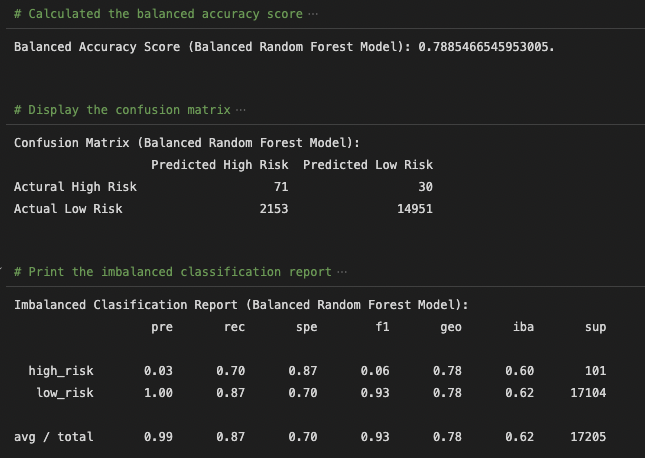 # Calculated the balanced accuracy score ···
Balanced Accuracy Score (Balanced Random Forest Model): 0.7885466545953005.
# Display the confusion matrix ···
Confusion Matrix (Balanced Random Forest Model):
Predicted High Risk Predicted Low Risk
Actural High Risk 71 30
Actual Low Risk 2153 14951
# Print the imbalanced classification report ···
Imbalanced Clasification Report (Balanced Random Forest Model):
pre rec spe f1 geo iba sup
high_risk 0.03 0.70 0.87 0.06 0.78 0.60 101
low_risk 1.00 0.87 0.70 0.93 0.78 0.62 17104
avg / total 0.99 0.87 0.70 0.93 0.78 0.62 17205